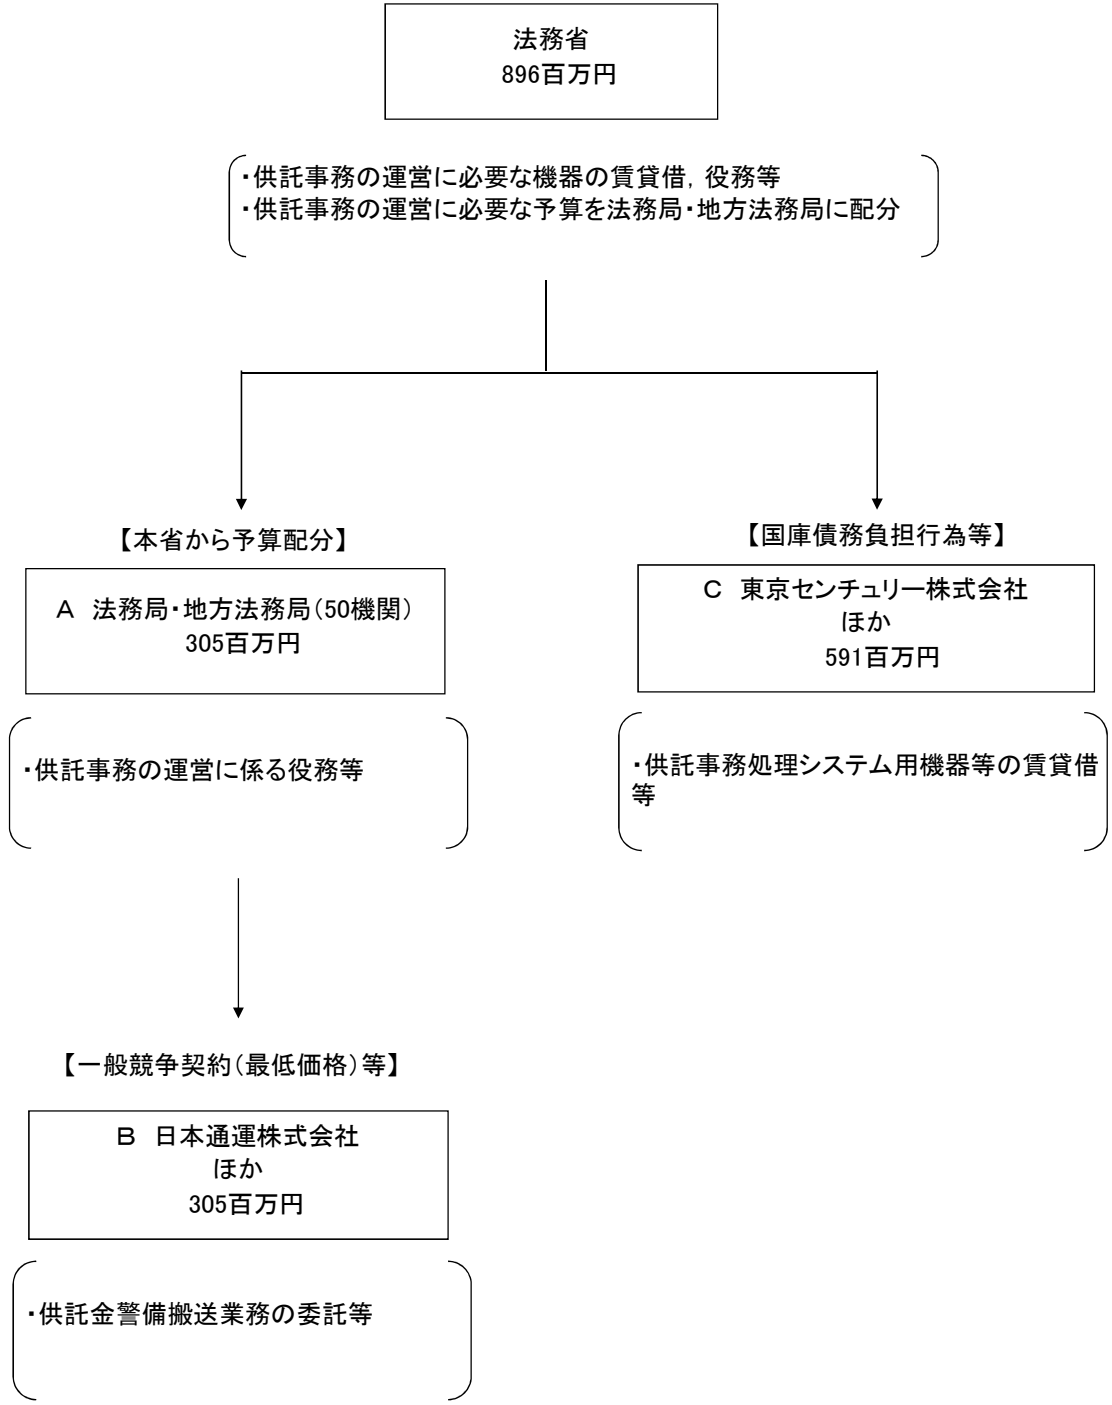 法務省
896百万円
・供託事務の運営に必要な機器の賃貸借，役務等
・供託事務の運営に必要な予算を法務局・地方法務局に配分
【本省から予算配分】
A　法務局・地方法務局（50機関）
305百万円
・供託事務の運営に係る役務等
【国庫債務負担行為等】
C　東京センチュリー株式会社
ほか
591百万円
・供託事務処理システム用機器等の賃貸借
等
【一般競争契約（最低価格）等】
B　日本通運株式会社
ほか
305百万円
・供託金警備搬送業務の委託等